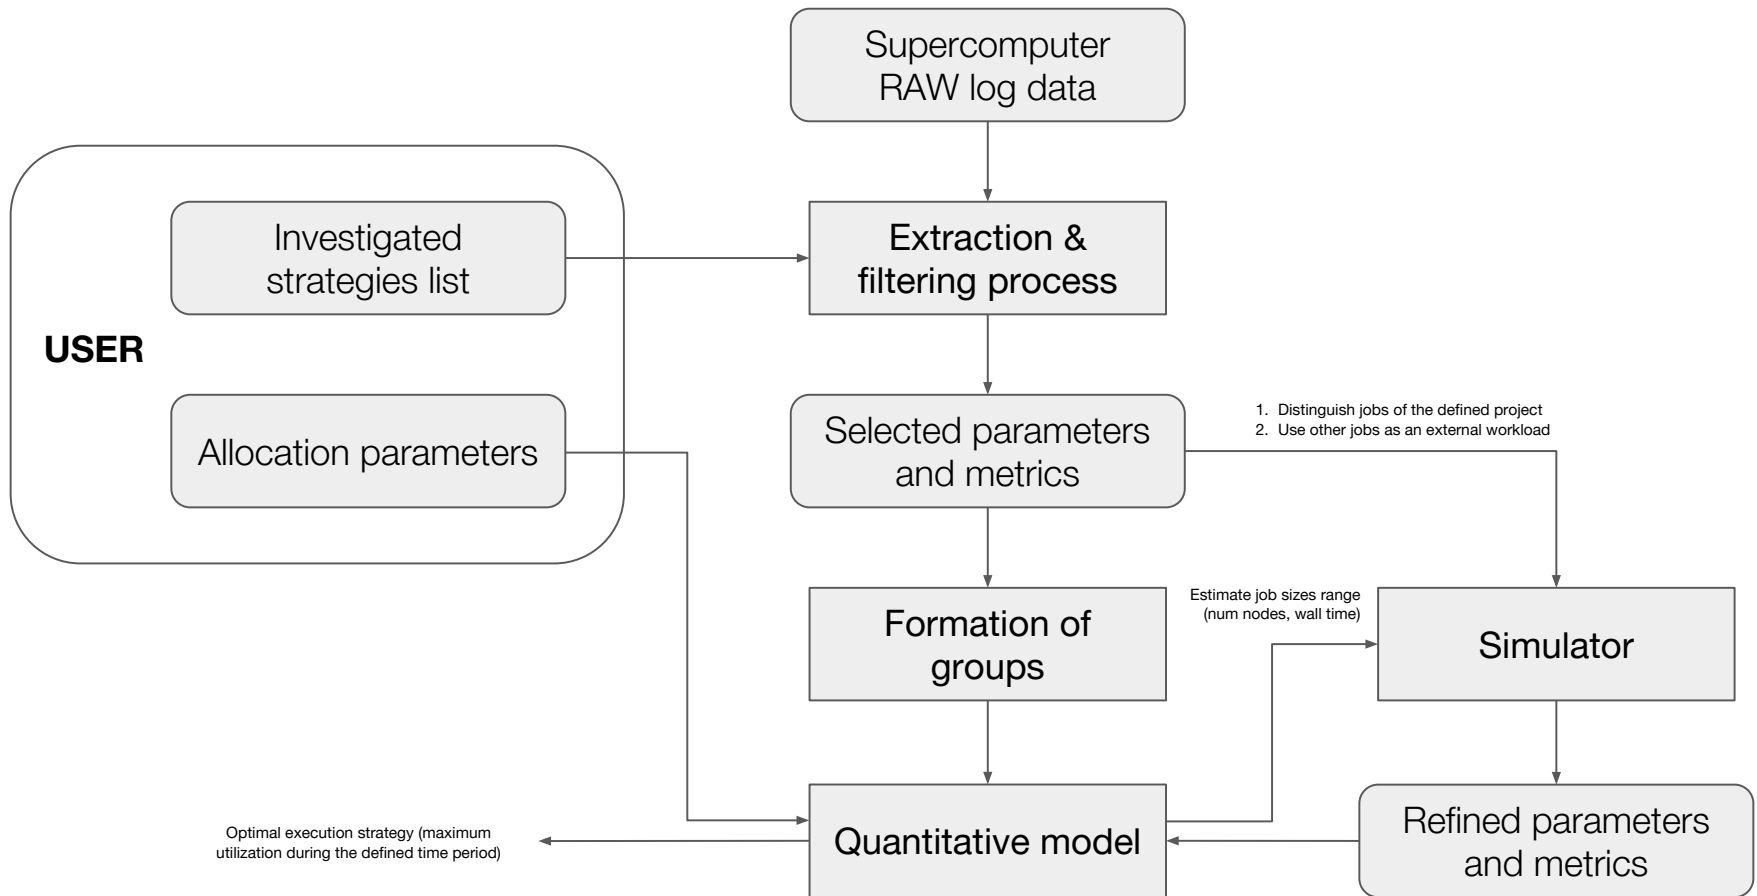 Supercomputer
RAW log data
Investigated
strategies list
Extraction &
filtering process
USER
Allocation parameters
Selected parameters
and metrics
1. Distinguish jobs of the defined project
2. Use other jobs as an external workload
Formation of
groups
Estimate job sizes range
(num nodes, wall time)
Simulator
Optimal execution strategy (maximum
utilization during the defined time period)
Quantitative model
Refined parameters
and metrics